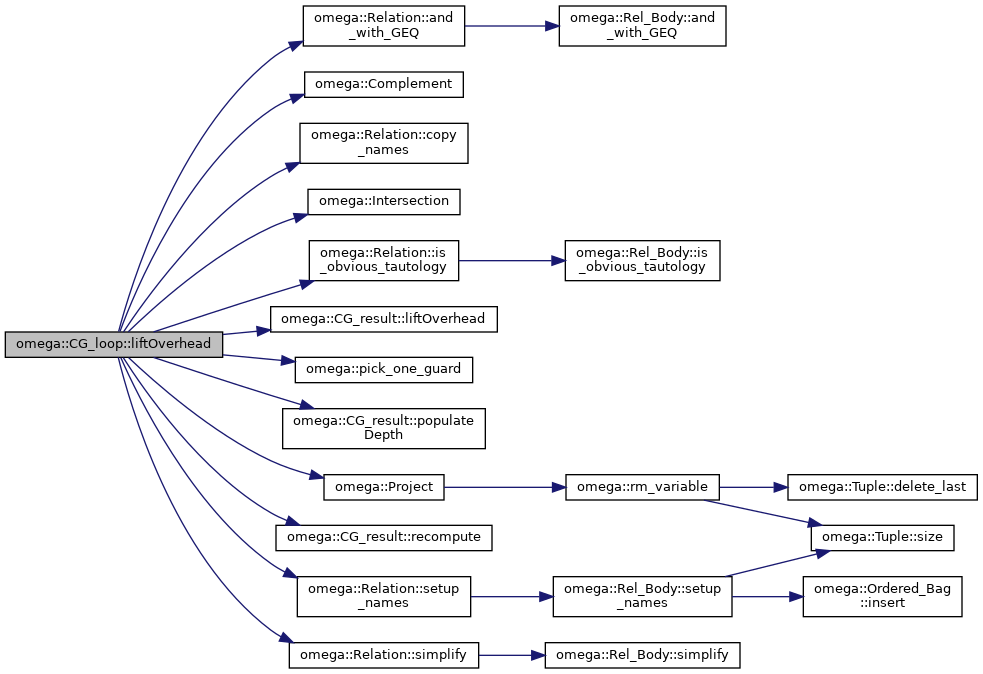 omega::CG_loop::liftOverhead
omega::Relation::and
_with_GEQ
omega::Rel_Body::and
_with_GEQ
omega::Complement
omega::Relation::copy
_names
omega::Intersection
omega::Relation::is
_obvious_tautology
omega::Rel_Body::is
_obvious_tautology
omega::CG_result::liftOverhead
omega::pick_one_guard
omega::CG_result::populate
Depth
omega::Project
omega::rm_variable
omega::Tuple::delete_last
omega::Tuple::size
omega::CG_result::recompute
omega::Relation::setup
_names
omega::Rel_Body::setup
_names
omega::Ordered_Bag
::insert
omega::Relation::simplify
omega::Rel_Body::simplify